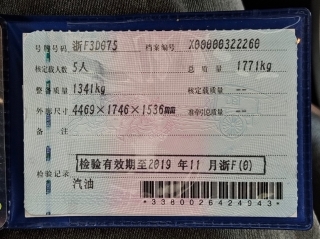 号牌号码 浙F3D675 档案编号 X00000322260
核定载人数 5人 总质量 1771kg
整备质量 1341kg 核定载质量 --
外廓尺寸 4469×1746×1536mm 准牵引总质量 --
备注
检验有效期至2019年11月浙F(0)
检验记录
汽油
*3380026424943*